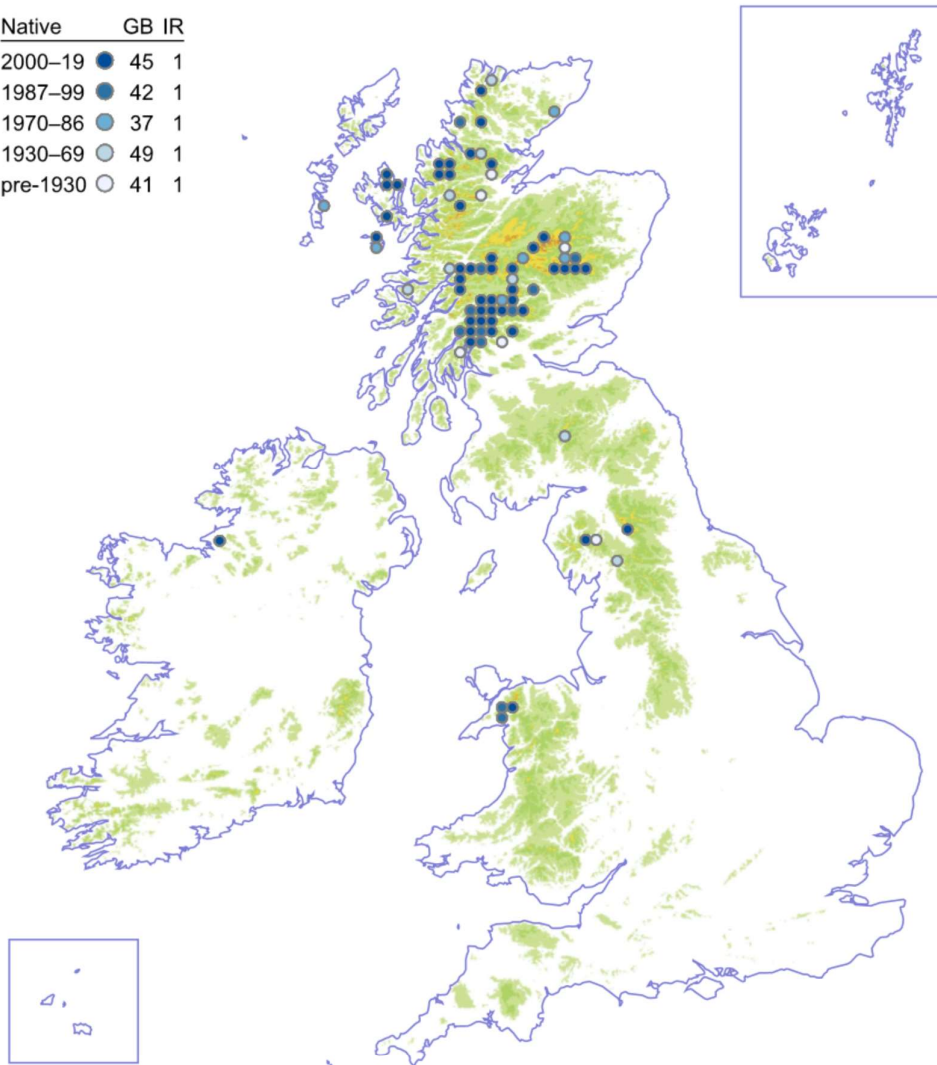 Native GB IR
2000–19 45 1
1987–99 42 1
1970–86 37 1
1930–69 49 1
pre-1930 41 1